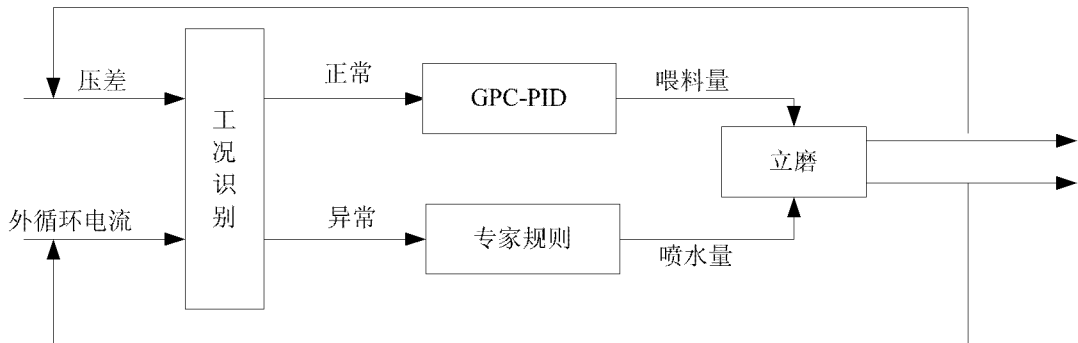 压差
正常
GPC-PID
喂料量
工况识别
立磨
外循环电流
异常
专家规则
喷水量